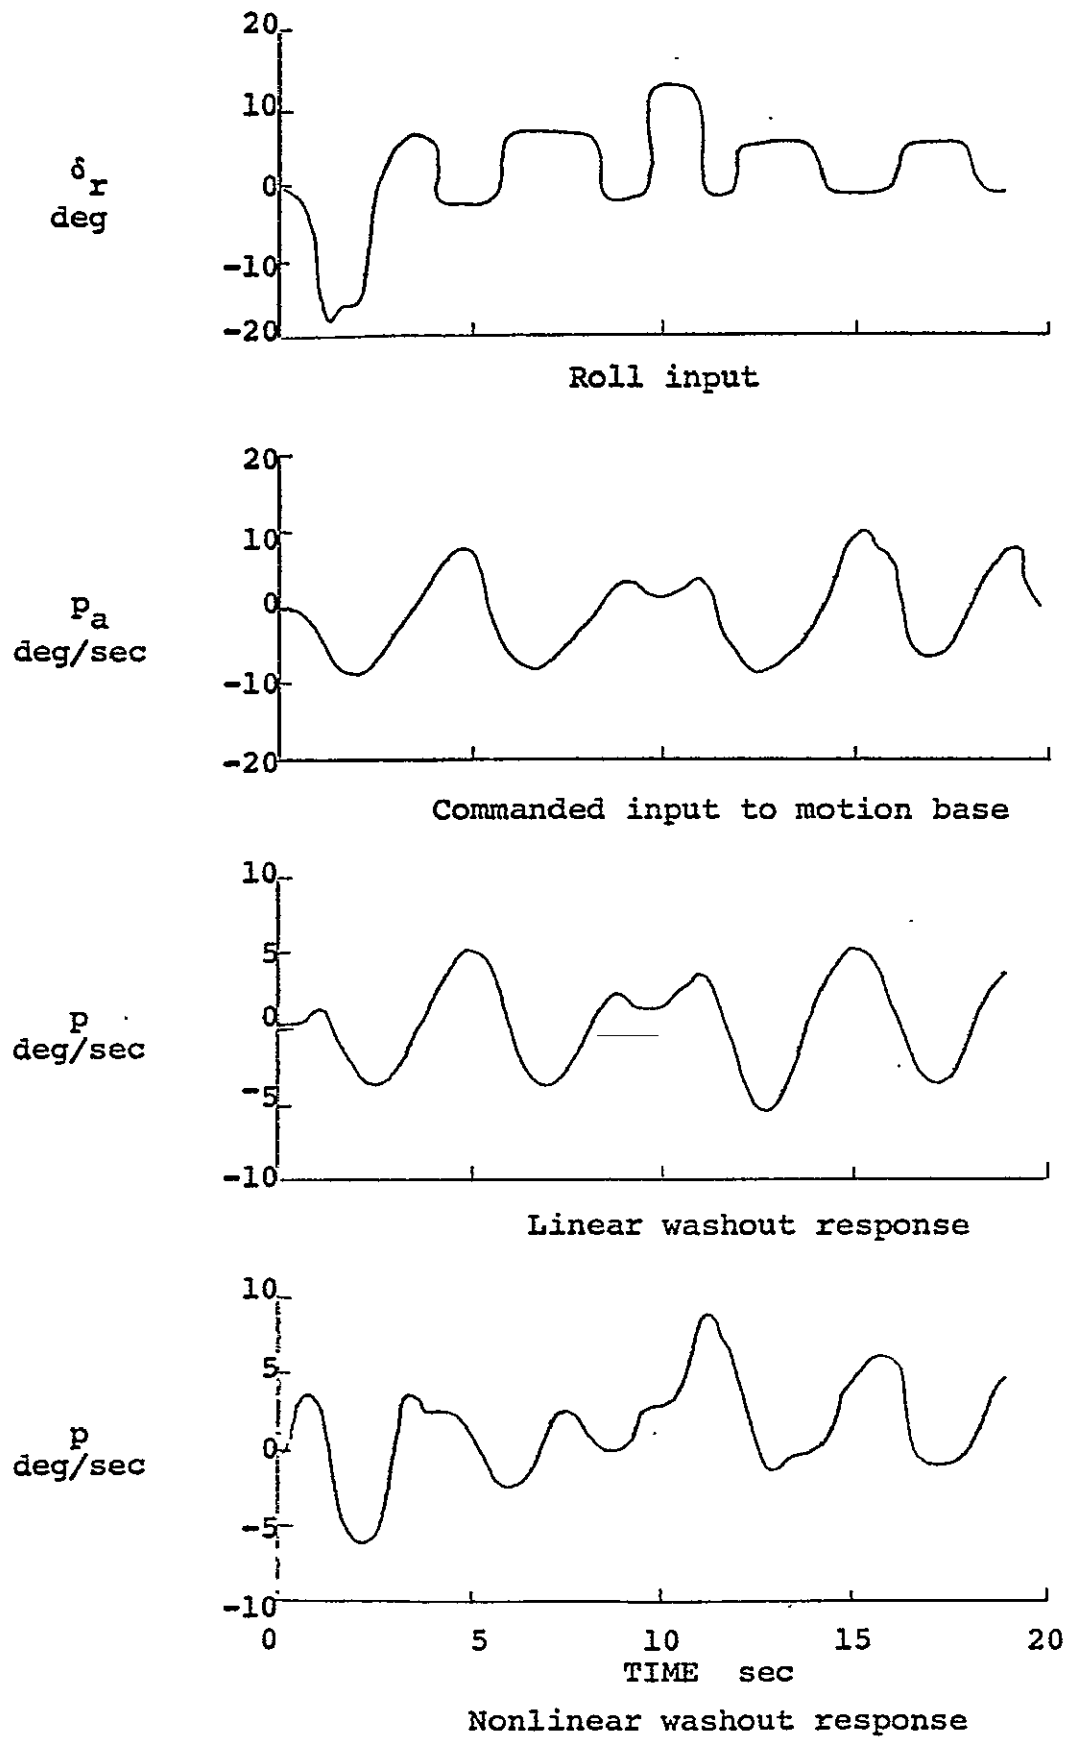 20
10
δr
deg
0
-10
-20
Roll input
20
10
pa
deg/sec
0
-10
-20
Commanded input to motion base
10
5
p
deg/sec
0
-5
-10
Linear washout response
10
5
p
deg/sec
0
-5
-10
0 5 10 15 20
TIME sec
Nonlinear washout response